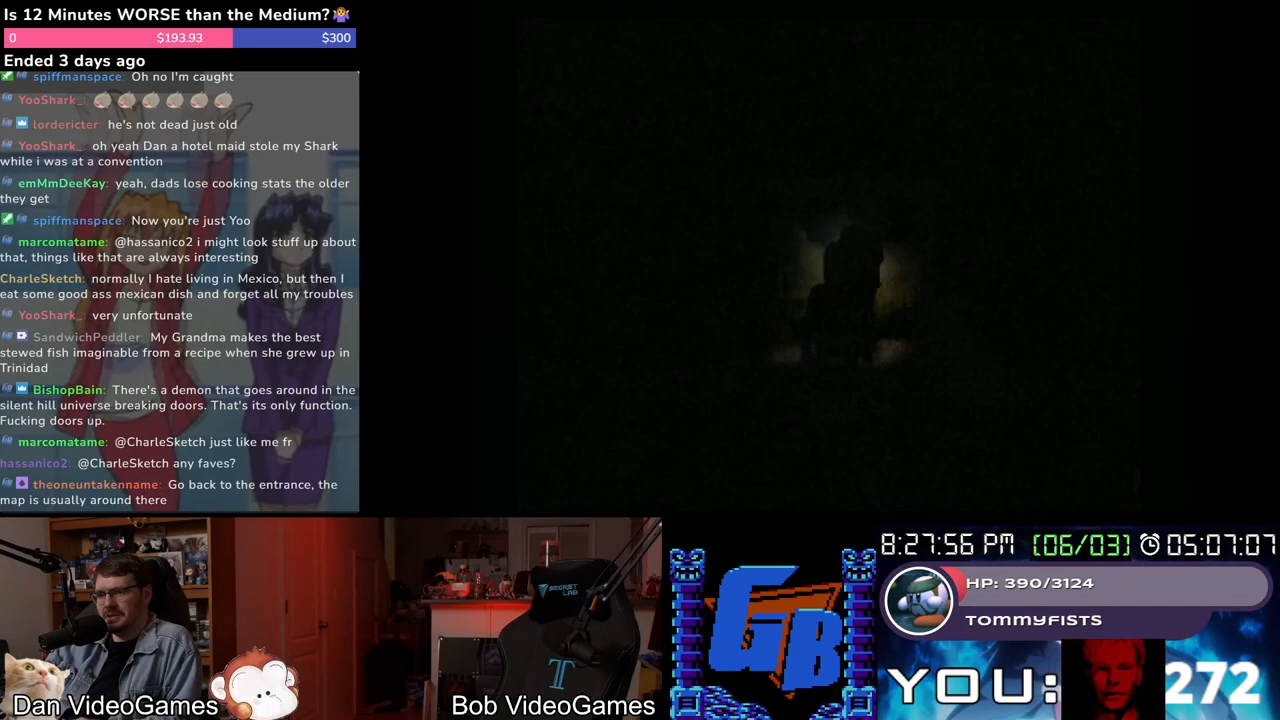 Is 12 Minutes WORSE than the Medium?🤷
0 $193.93 $300
Ended 3 days ago
spiffmanspace: Oh no I'm caught
YooShark_:
lordericter: he's not dead just old
YooShark_: oh yeah Dan a hotel maid stole my Shark
while i was at a convention
emMmDeeKay: yeah, dads lose cooking stats the older
they get
spiffmanspace: Now you're just Yoo
marcomatame: @hassanico2 i might look stuff up about
that, things like that are always interesting
CharleSketch: normally I hate living in Mexico, but then I
eat some good ass mexican dish and forget all my troubles
YooShark_: very unfortunate
SandwichPeddler: My Grandma makes the best
stewed fish imaginable from a recipe when she grew up in
Trinidad
BishopBain: There's a demon that goes around in the
silent hill universe breaking doors. That's its only function.
Fucking doors up.
marcomatame: @CharleSketch just like me fr
hassanico2: @CharleSketch any faves?
theoneuntakenname: Go back to the entrance, the
map is usually around there
SECRET
LAB
Dan VideoGames
Bob VideoGames
GB
8:27:56 PM [06/03] 05:07:07
HP: 390/3124
TOMMYFISTS
YOU: 272